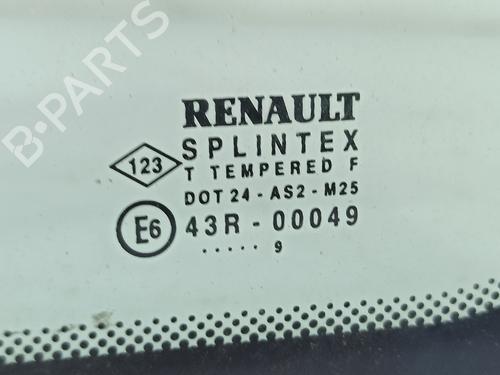 B-PARTS
RENAULT
SPLINTEX
123
T TEMPERED F
DOT 24-AS2-M25
E6
43R-00049
..... 9